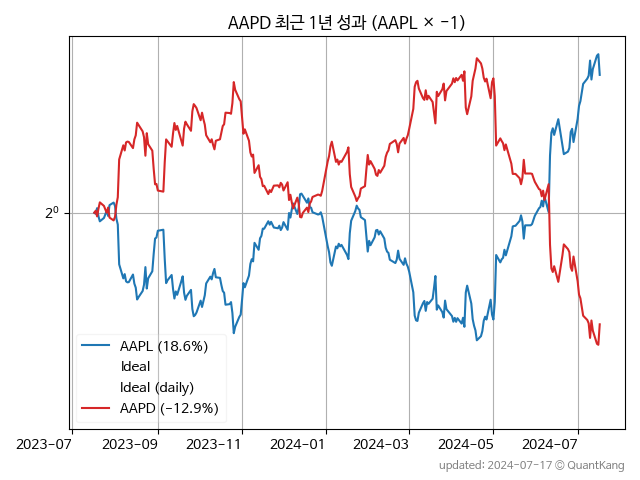 AAPD 최근 1년 성과 (AAPL × −1)
2⁰
AAPL (18.6%)
Ideal
Ideal (daily)
AAPD (−12.9%)
2023−07 2023−09 2023−11 2024−01 2024−03 2024−05 2024−07
updated: 2024−07−17 © QuantKang